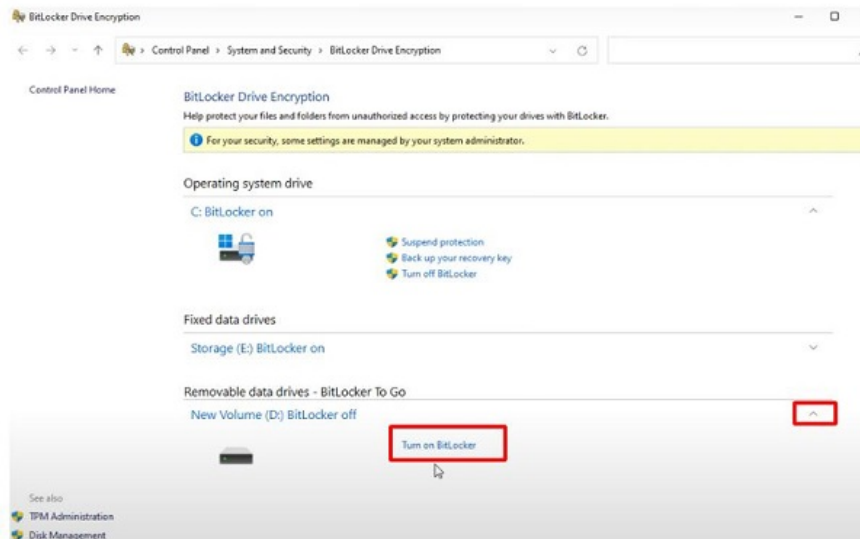 BitLocker Drive Encryption
Control Panel > System and Security > BitLocker Drive Encryption
Control Panel Home
BitLocker Drive Encryption
Help protect your files and folders from unauthorized access by protecting your drives with BitLocker.
For your security, some settings are managed by your system administrator.
Operating system drive
C: BitLocker on
Suspend protection
Back up your recovery key
Turn off BitLocker
Fixed data drives
Storage (E:) BitLocker on
Removable data drives - BitLocker To Go
New Volume (D:) BitLocker off
Turn on BitLocker
See also
TPM Administration
Disk Management